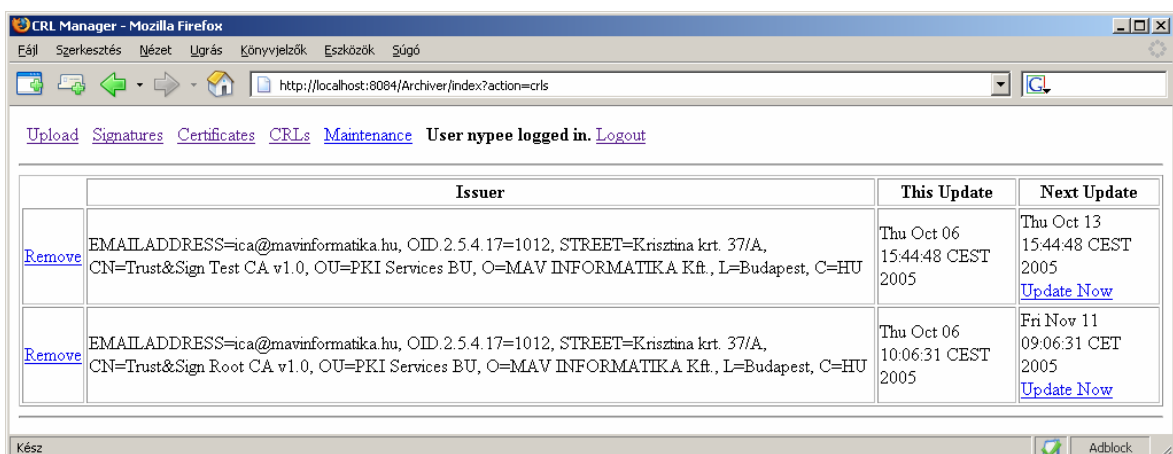 CRL Manager - Mozilla Firefox
Fájl Szerkesztés Nézet Ugrás Könyvjelzők Eszközök Súgó
http://localhost:8084/Archiver/index?action=crls
G
Upload Signatures Certificates CRLs Maintenance User nypee logged in. Logout
Issuer This Update Next Update
Remove
EMAILADDRESS=ica@mavinformatika.hu, OID.2.5.4.17=1012, STREET=Krisztina krt. 37/A,
CN=Trust&Sign Test CA v1.0, OU=PKI Services BU, O=MAV INFORMATIKA Kft., L=Budapest, C=HU
Thu Oct 06
15:44:48 CEST
2005
Thu Oct 13
15:44:48 CEST
2005
Update Now
Remove
EMAILADDRESS=ica@mavinformatika.hu, OID.2.5.4.17=1012, STREET=Krisztina krt. 37/A,
CN=Trust&Sign Root CA v1.0, OU=PKI Services BU, O=MAV INFORMATIKA Kft., L=Budapest, C=HU
Thu Oct 06
10:06:31 CEST
2005
Fri Nov 11
09:06:31 CET
2005
Update Now
Kész Adblock